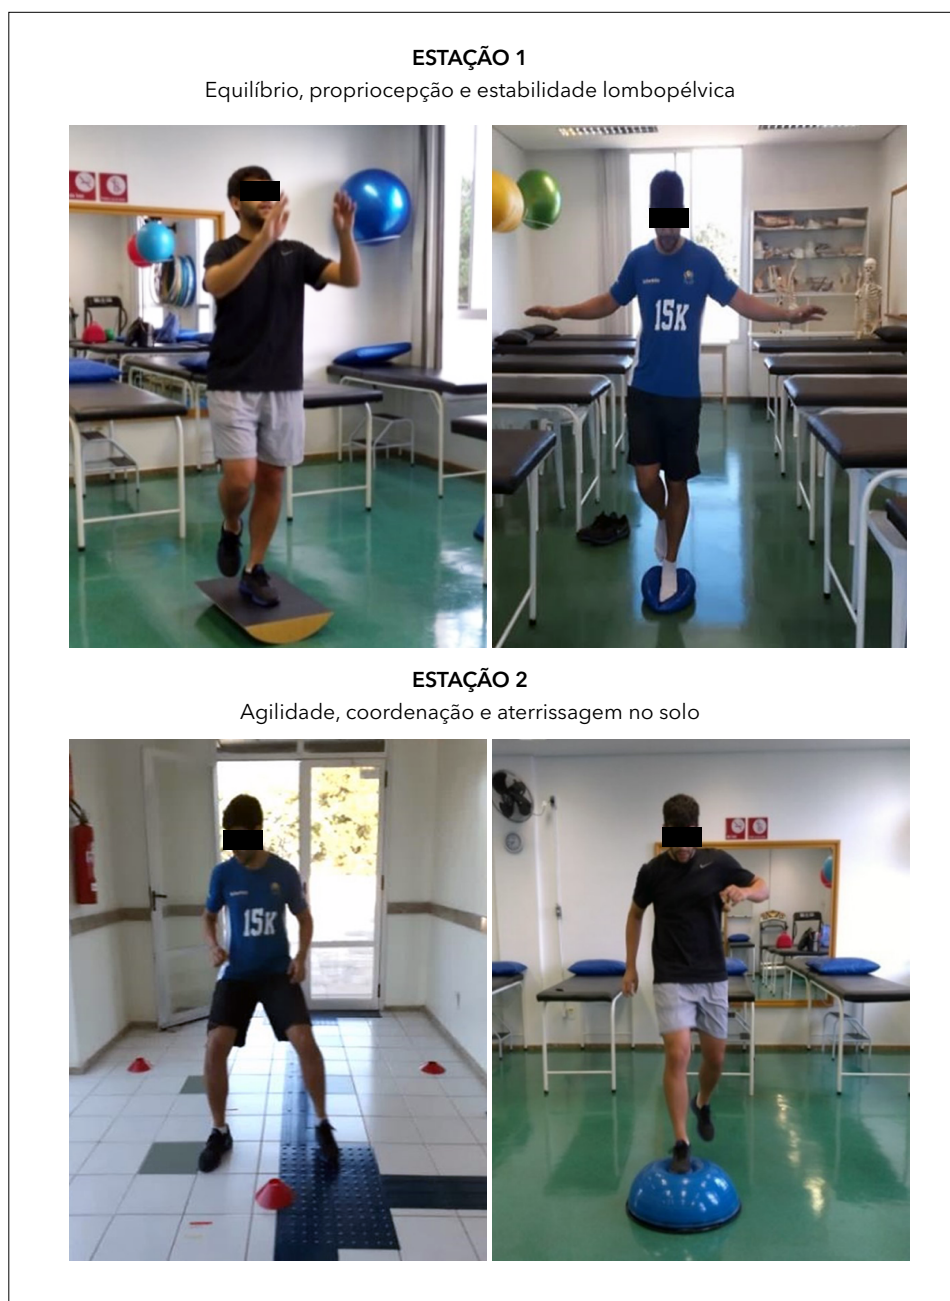 ESTAÇÃO 1
Equilíbrio, propriocepção e estabilidade lombopélvica
15K
ESTAÇÃO 2
Agilidade, coordenação e aterrissagem no solo
15K